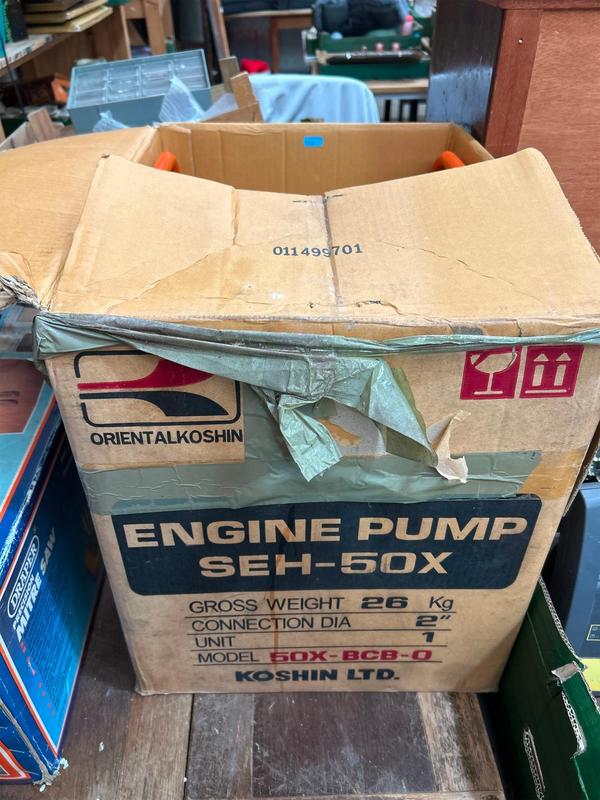 011499701
ORIENTALKOSHIN
ENGINE PUMP
SEH-50X
GROSS WEIGHT 26 Kg
CONNECTION DIA 2"
UNIT 1
MODEL 50X-BCB-0
KOSHIN LTD.
DRAPER
MITRE SAW